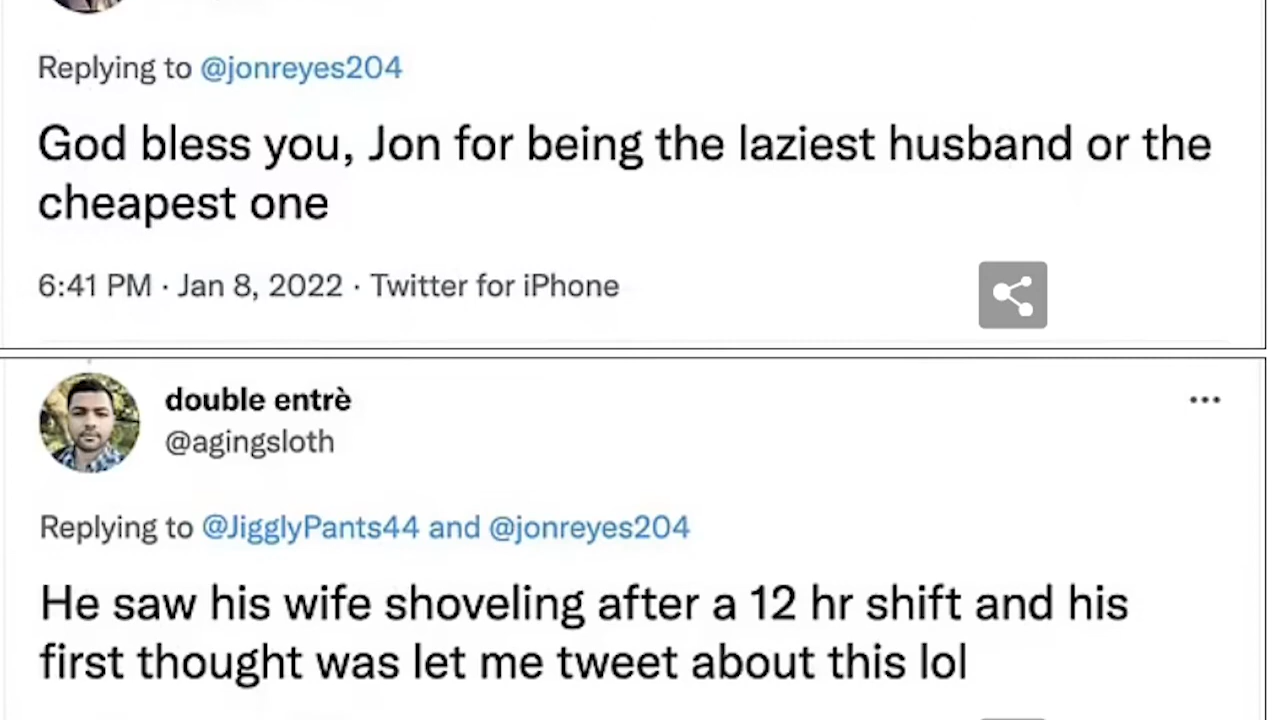 Replying to @jonreyes204
God bless you, Jon for being the laziest husband or the
cheapest one
6:41 PM · Jan 8, 2022 · Twitter for iPhone
double entrè
@agingsloth
Replying to @JigglyPants44 and @jonreyes204
He saw his wife shoveling after a 12 hr shift and his
first thought was let me tweet about this lol